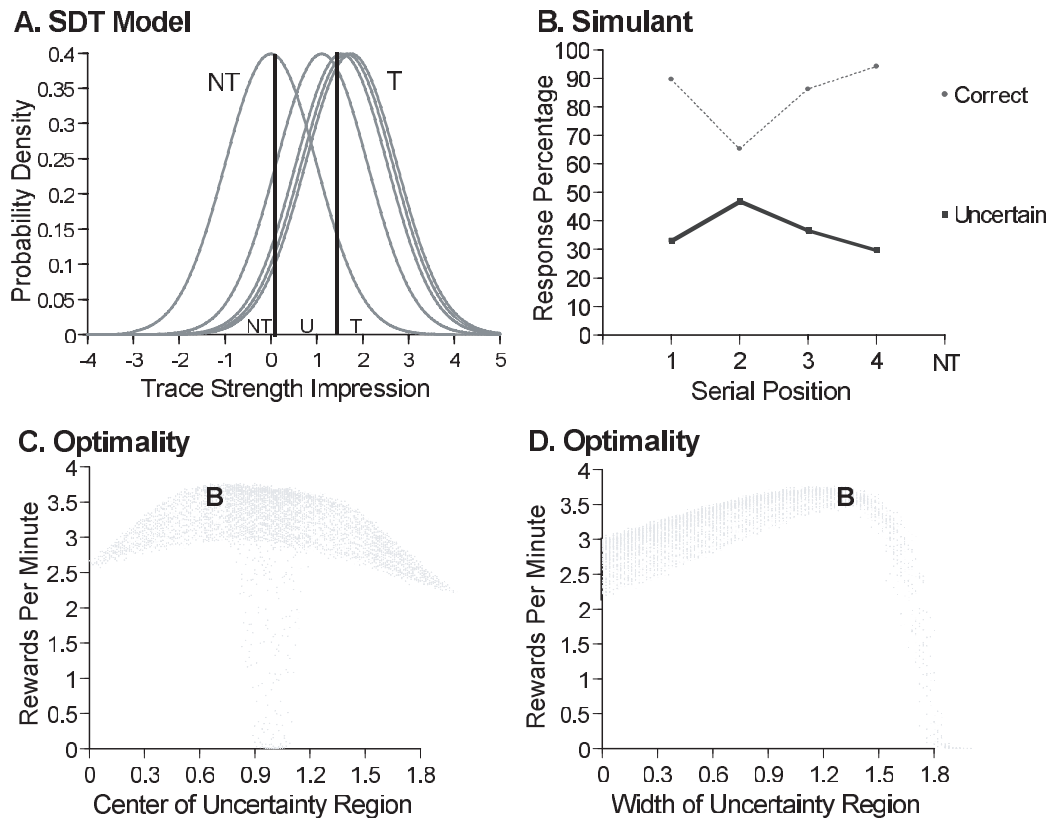 A. SDT Model
0.4
0.35
0.3
0.25
0.2
0.15
0.1
0.05
0
Probability Density
NT
T
NT U T
-4 -3 -2 -1 0 1 2 3 4 5
Trace Strength Impression
B. Simulant
100
90
80
70
60
50
40
30
20
10
0
Response Percentage
Correct
Uncertain
1 2 3 4 NT
Serial Position
C. Optimality
4
3.5
3
2.5
2
1.5
1
0.5
0
Rewards Per Minute
B
0 0.3 0.6 0.9 1.2 1.5 1.8
Center of Uncertainty Region
D. Optimality
4
3.5
3
2.5
2
1.5
1
0.5
0
Rewards Per Minute
B
0 0.3 0.6 0.9 1.2 1.5 1.8
Width of Uncertainty Region